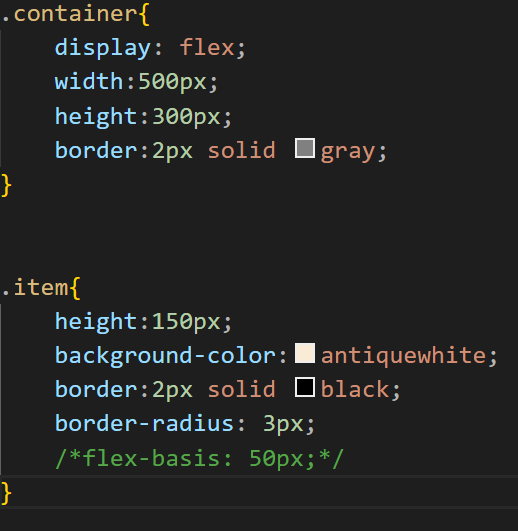 .container{
    display: flex;
    width:500px;
    height:300px;
    border:2px solid gray;
}
.item{
    height:150px;
    background-color:antiquewhite;
    border:2px solid black;
    border-radius: 3px;
    /*flex-basis: 50px;*/
}